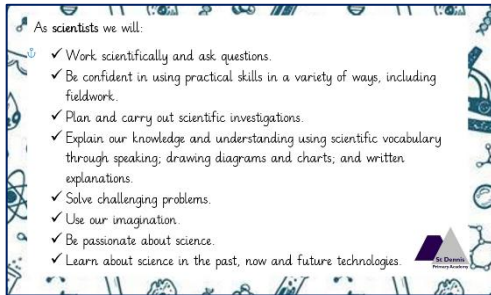 As scientists we will:
✓ Work scientifically and ask questions.
✓ Be confident in using practical skills in a variety of ways, including
fieldwork.
✓ Plan and carry out scientific investigations.
✓ Explain our knowledge and understanding using scientific vocabulary
through speaking; drawing diagrams and charts; and written
explanations.
✓ Solve challenging problems.
✓ Use our imagination.
✓ Be passionate about science.
✓ Learn about science in the past, now and future technologies.
St Dennis
Primary Academy